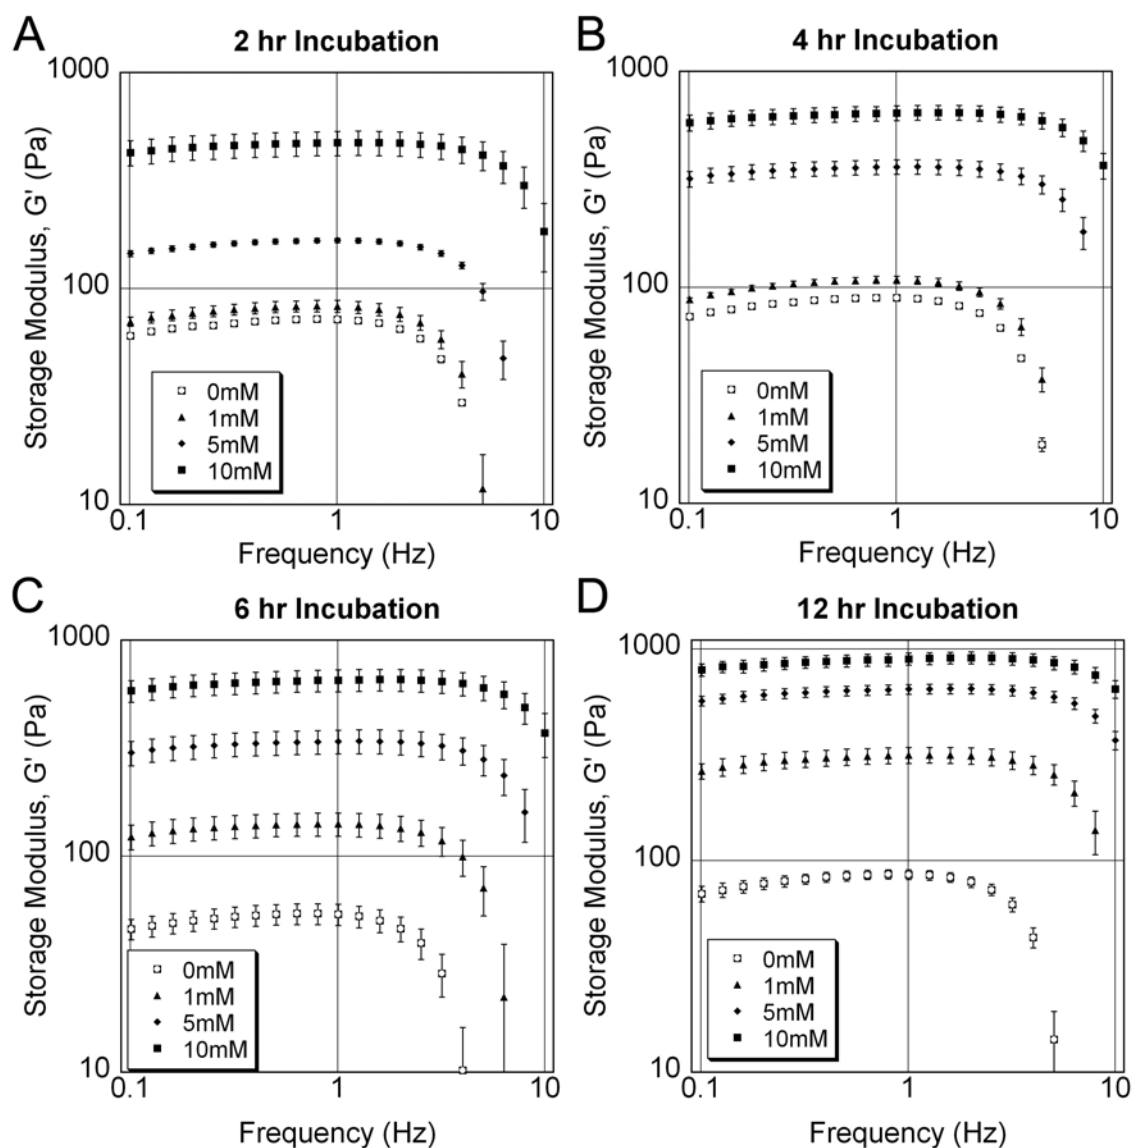 A
2 hr Incubation
Storage Modulus, G' (Pa)
1000
100
10
0mM
1mM
5mM
10mM
0.1
1
10
Frequency (Hz)
B
4 hr Incubation
Storage Modulus, G' (Pa)
1000
100
10
0mM
1mM
5mM
10mM
0.1
1
10
Frequency (Hz)
C
6 hr Incubation
Storage Modulus, G' (Pa)
1000
100
10
0mM
1mM
5mM
10mM
0.1
1
10
Frequency (Hz)
D
12 hr Incubation
Storage Modulus, G' (Pa)
1000
100
10
0mM
1mM
5mM
10mM
0.1
1
10
Frequency (Hz)